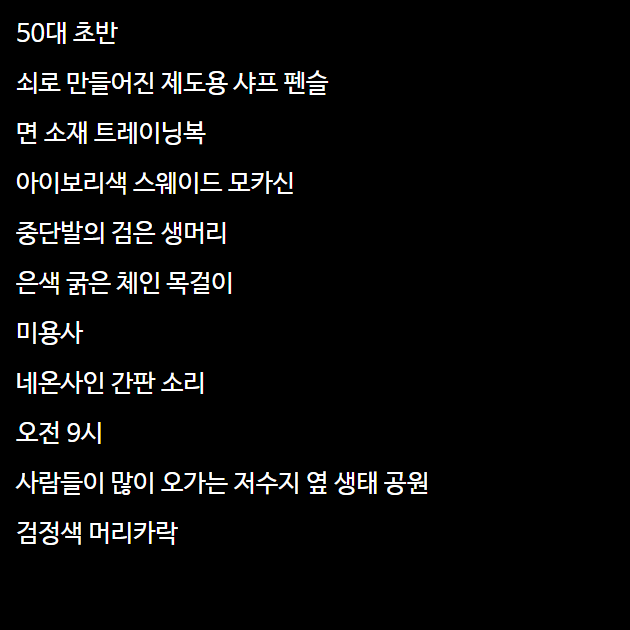 50대 초반
쇠로 만들어진 제도용 샤프 펜슬
면 소재 트레이닝복
아이보리색 스웨이드 모카신
중단발의 검은 생머리
은색 굵은 체인 목걸이
미용사
네온사인 간판 소리
오전 9시
사람들이 많이 오가는 저수지 옆 생태 공원
검정색 머리카락